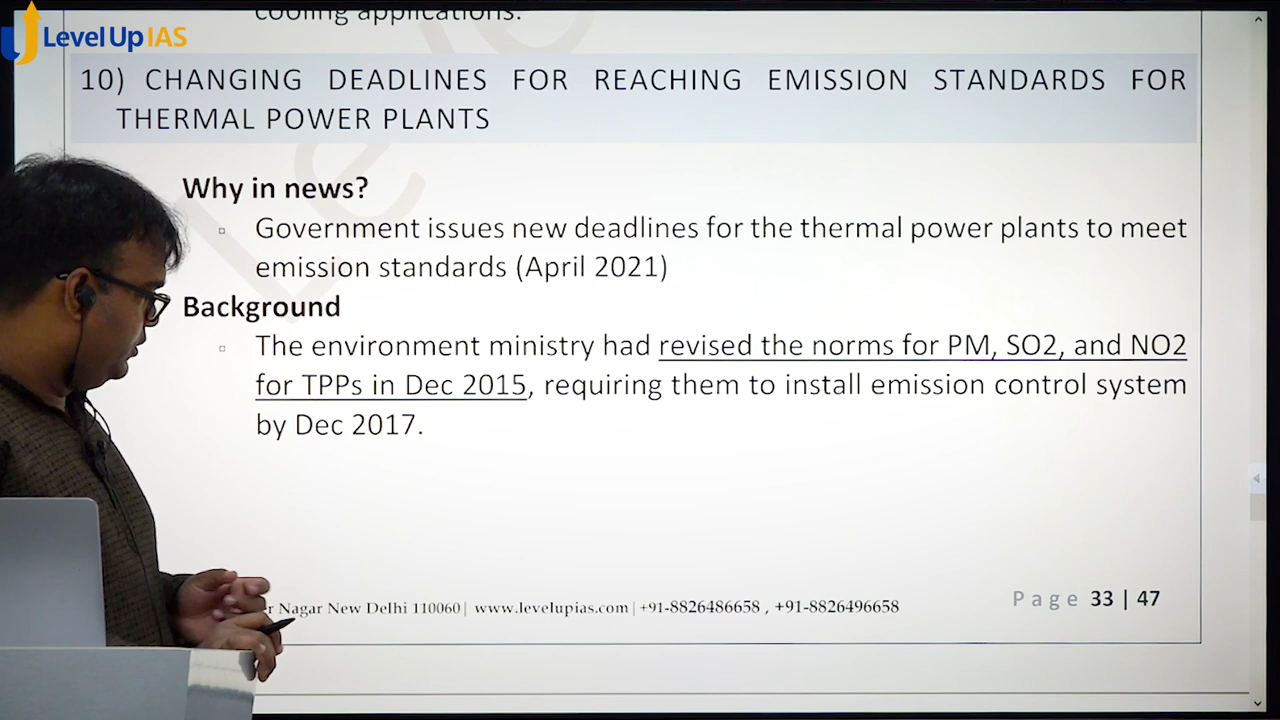 cooling applications.
LevelUp IAS
10) CHANGING DEADLINES FOR REACHING EMISSION STANDARDS FOR
THERMAL POWER PLANTS
Why in news?
▫ Government issues new deadlines for the thermal power plants to meet
emission standards (April 2021)
Background
▫ The environment ministry had revised the norms for PM, SO2, and NO2
for TPPs in Dec 2015, requiring them to install emission control system
by Dec 2017.
Nagar New Delhi 110060| www.levelupias.com | +91-8826486658 , +91-8826496658
Page 33 | 47